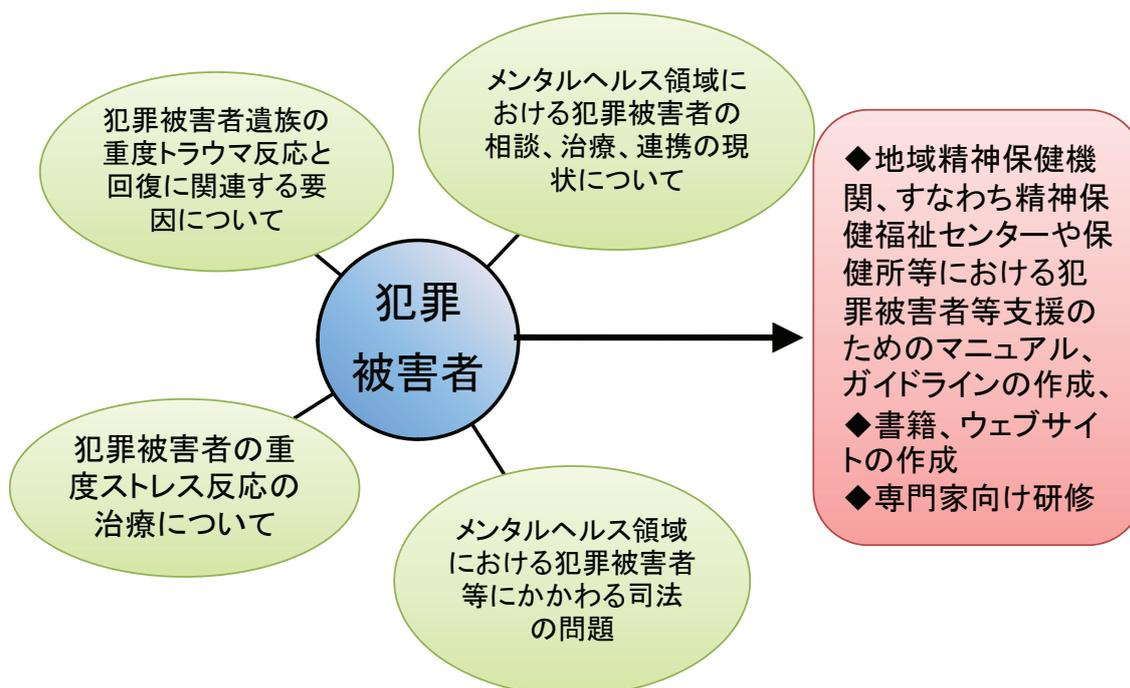 犯罪被害者遺族の
重度トラウマ反応と
回復に関連する要
因について
メンタルヘルス領域に
おける犯罪被害者の
相談、治療、連携の現
状について
犯罪
被害者
犯罪被害者の重
度ストレス反応の
治療について
メンタルヘルス領域
における犯罪被害者
等にかかわる司法
の問題
◆地域精神保健機
関、すなわち精神保
健福祉センターや保
健所等における犯
罪被害者等支援の
ためのマニュアル、
ガイドラインの作成、
◆書籍、ウェブサイ
トの作成
◆専門家向け研修